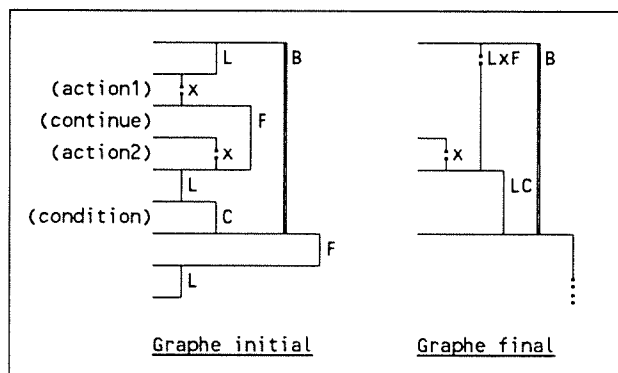 L B LxF B
(action1) x
(continue) F
(action2) x x
L LC
(condition) C
F
L
Graphe initial Graphe final